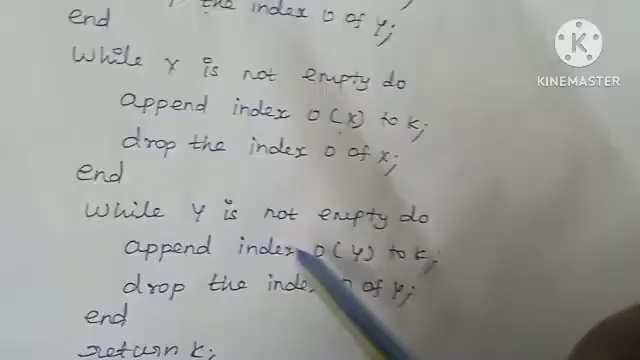 the index 0 of y;
end
While x is not empty do
append index 0 (x) to k;
drop the index 0 of x;
end
While y is not empty do
append index 0 (y) to k;
drop the index 0 of y;
end
return k;
K
KINEMASTER